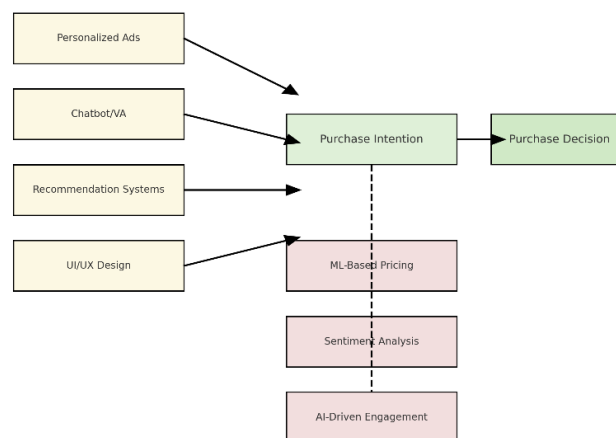 Personalized Ads
Chatbot/VA
Recommendation Systems
UI/UX Design
Purchase Intention
Purchase Decision
ML-Based Pricing
Sentiment Analysis
AI-Driven Engagement